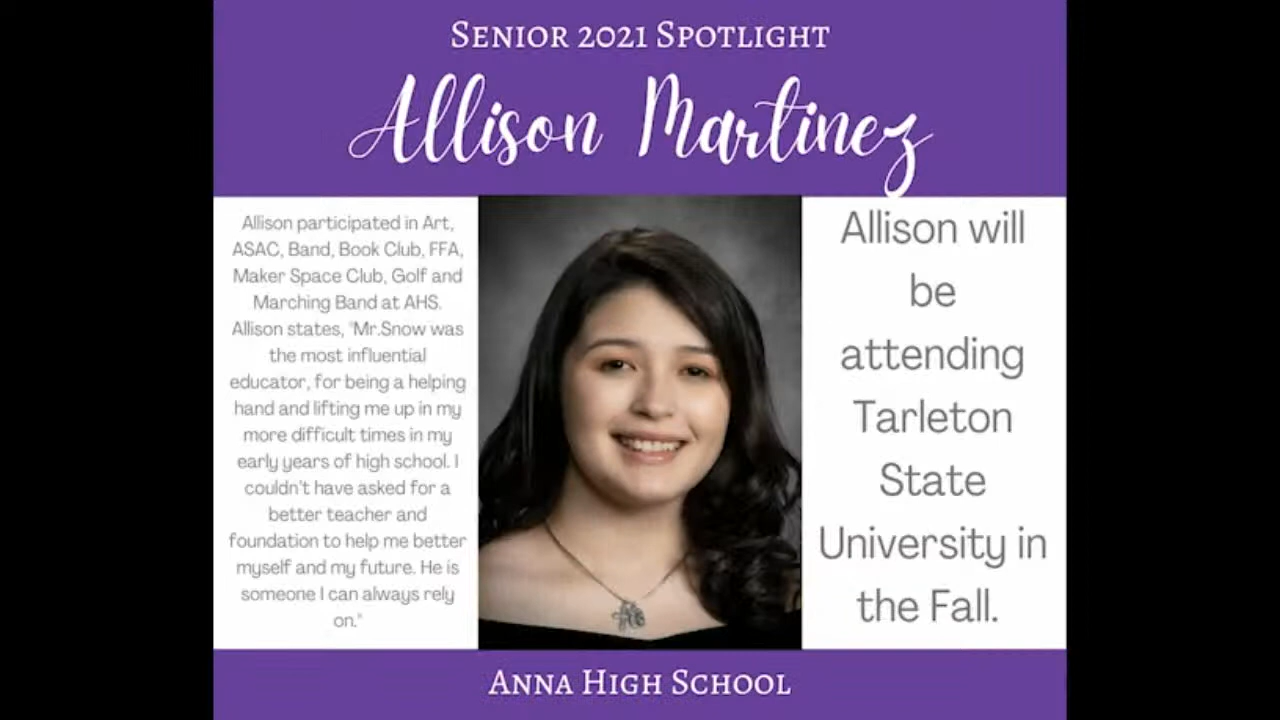 Senior 2021 Spotlight
Allison Martinez
Allison participated in Art,
ASAC, Band, Book Club, FFA,
Maker Space Club, Golf and
Marching Band at AHS.
Allison states, "Mr.Snow was
the most influential
educator, for being a helping
hand and lifting me up in my
more difficult times in my
early years of high school. I
couldn't have asked for a
better teacher and
foundation to help me better
myself and my future. He is
someone I can always rely
on."
Allison will
be
attending
Tarleton
State
University in
the Fall.
Anna High School